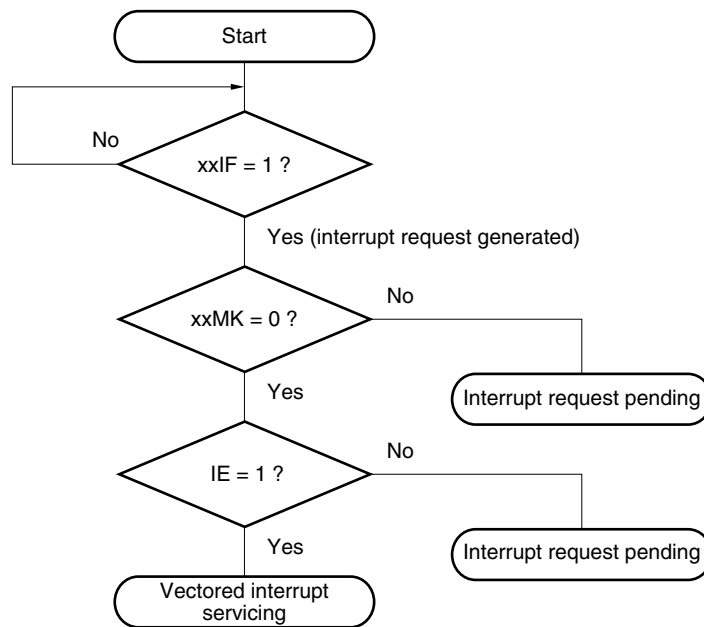 Start
No
xxIF = 1 ?
Yes (interrupt request generated)
xxMK = 0 ?
No
Interrupt request pending
Yes
IE = 1 ?
No
Interrupt request pending
Yes
Vectored interrupt
servicing